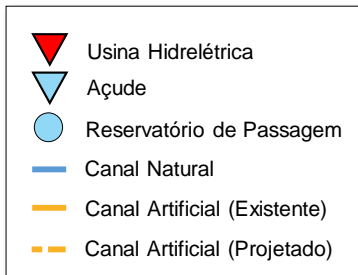 Usina Hidrelétrica
Açude
Reservatório de Passagem
Canal Natural
Canal Artificial (Existente)
Canal Artificial (Projetado)